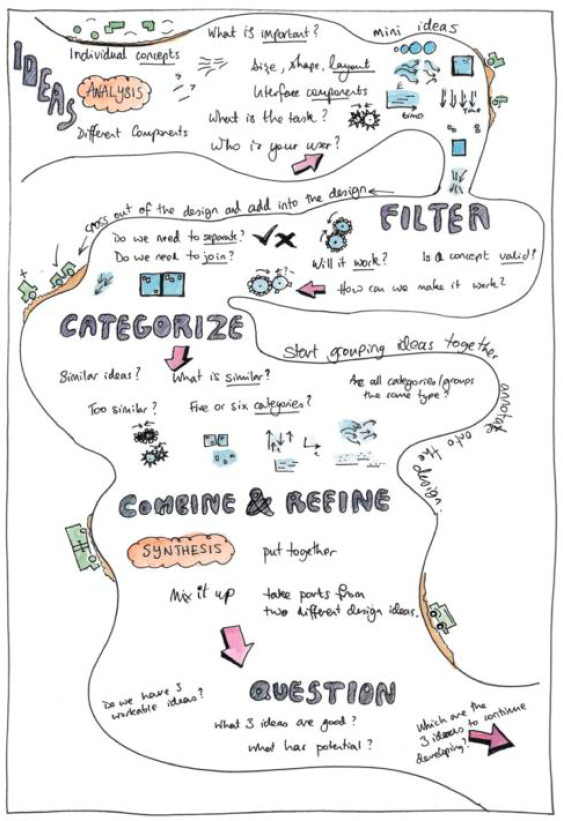 IDEAS
What is important?
mini ideas
Individual concepts
ANALYSIS
Size, shape, layout
Interface components
Different Components
What is the task?
Who is your user?
time
time
cross out of the design and add into the design
FILTER
Do we need to separate?
Do we need to join?
Will it work?
Is a concept valid?
How can we make it work?
CATEGORIZE
Start grouping ideas together
annotate onto the design.
Similar ideas?
What is similar?
Are all categories/groups
the same type?
Too similar?
Five or six categories?
COMBINE & REFINE
SYNTHESIS
put together
Mix it up
take parts from
two different design ideas.
QUESTION
Do we have 3
workable ideas?
What 3 ideas are good?
What has potential?
Which are the
3 ideas to continue
developing?